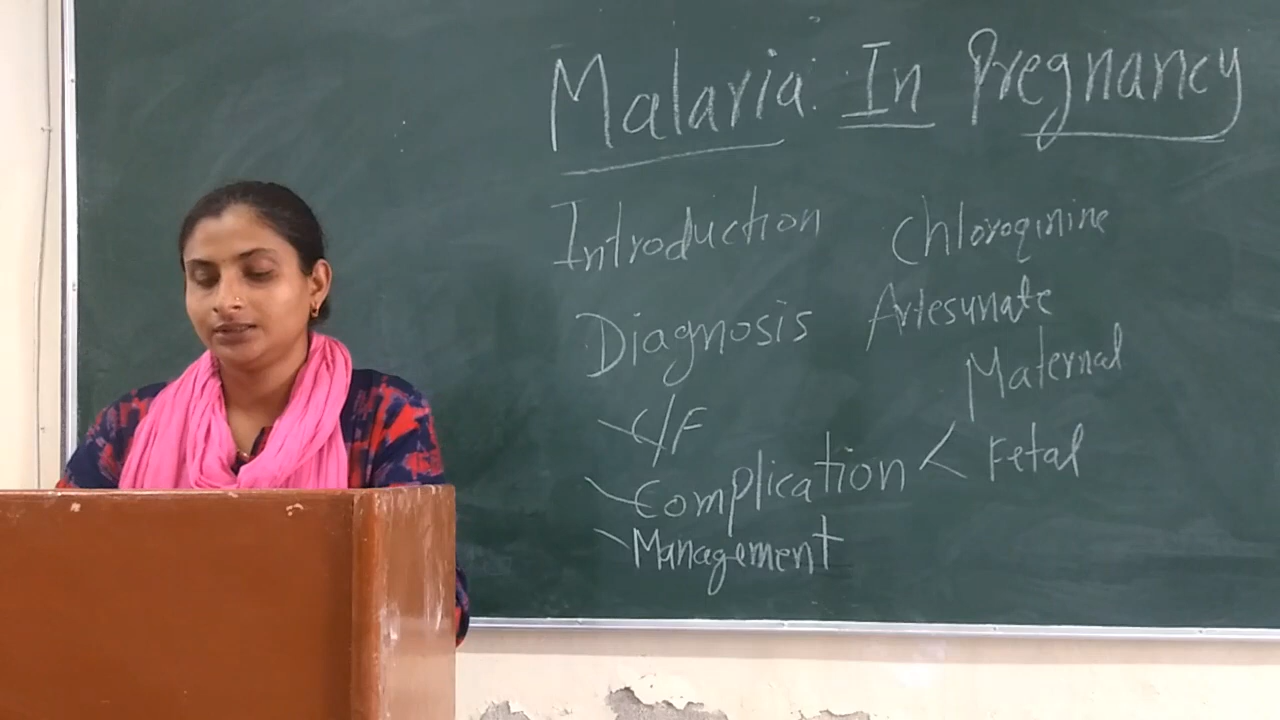 Malaria In Pregnancy
Introduction
Diagnosis
C/F
Complication < Maternal
Fetal
Management
Chloroqinine
Artesunate